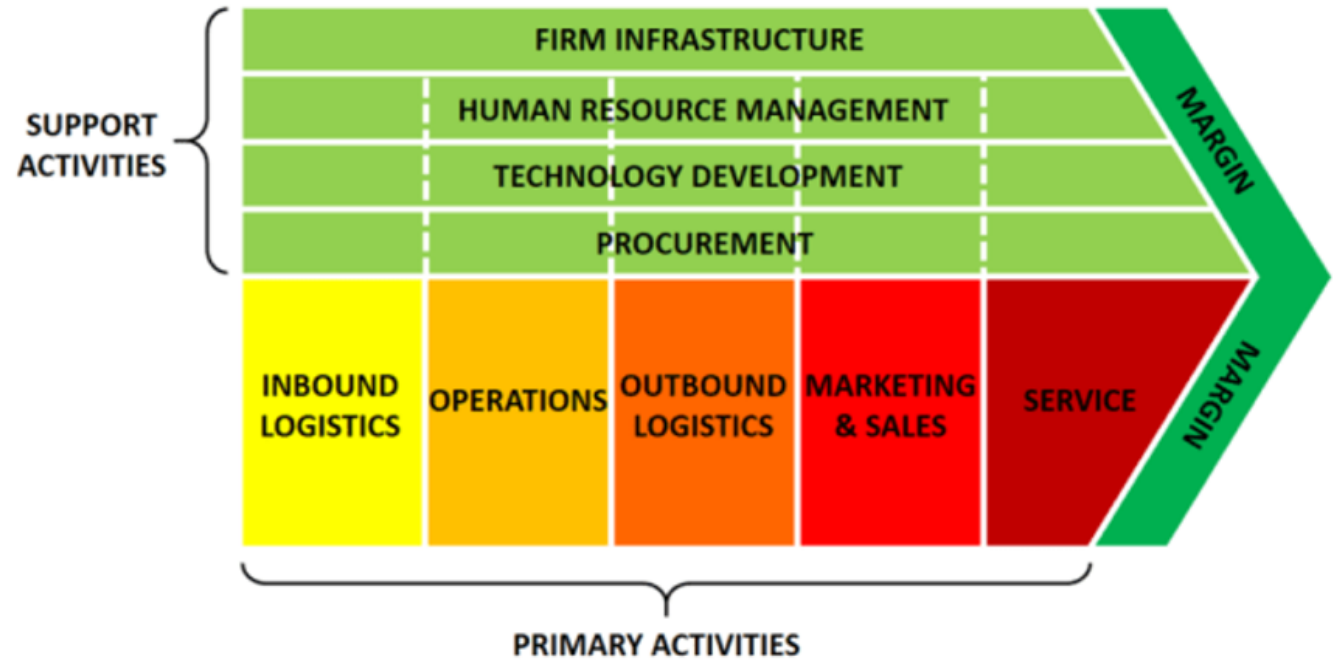 FIRM INFRASTRUCTURE
HUMAN RESOURCE MANAGEMENT
TECHNOLOGY DEVELOPMENT
PROCUREMENT
SUPPORT
ACTIVITIES
MARGIN
INBOUND
LOGISTICS
OPERATIONS
OUTBOUND
LOGISTICS
MARKETING
& SALES
SERVICE
MARGIN
PRIMARY ACTIVITIES